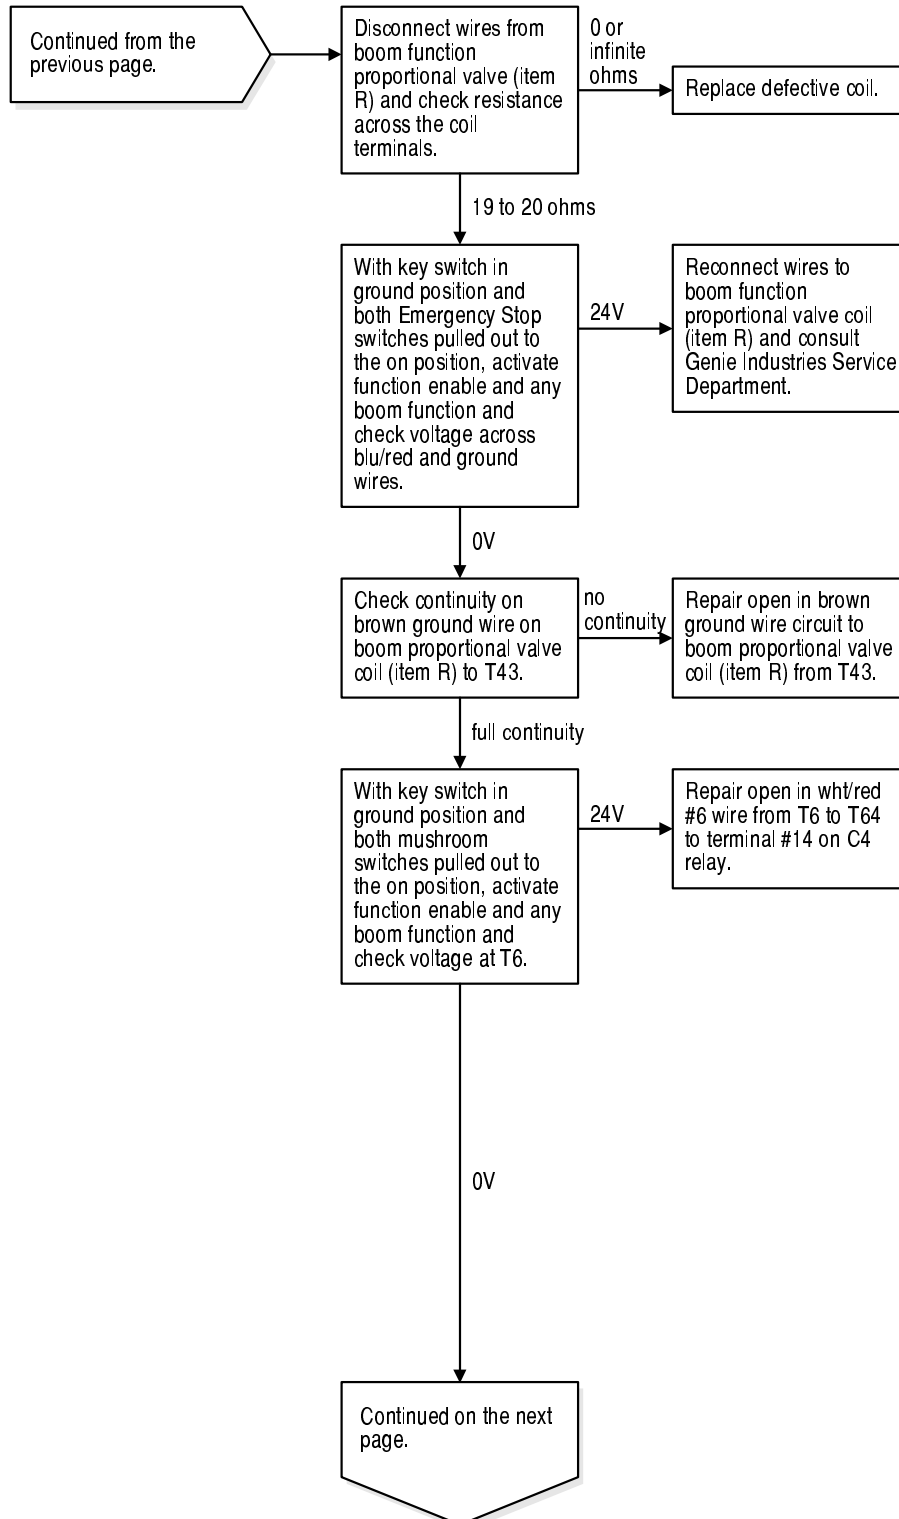 Continued from the
previous page.
Disconnect wires from
boom function
proportional valve (item
R) and check resistance
across the coil
terminals.
0 or
infinite
ohms
Replace defective coil.
19 to 20 ohms
With key switch in
ground position and
both Emergency Stop
switches pulled out to
the on position, activate
function enable and any
boom function and
check voltage across
blu/red and ground
wires.
24V
Reconnect wires to
boom function
proportional valve coil
(item R) and consult
Genie Industries Service
Department.
0V
Check continuity on
brown ground wire on
boom proportional valve
coil (item R) to T43.
no
continuity
Repair open in brown
ground wire circuit to
boom proportional valve
coil (item R) from T43.
full continuity
With key switch in
ground position and
both mushroom
switches pulled out to
the on position, activate
function enable and any
boom function and
check voltage at T6.
24V
Repair open in wht/red
#6 wire from T6 to T64
to terminal #14 on C4
relay.
0V
Continued on the next
page.